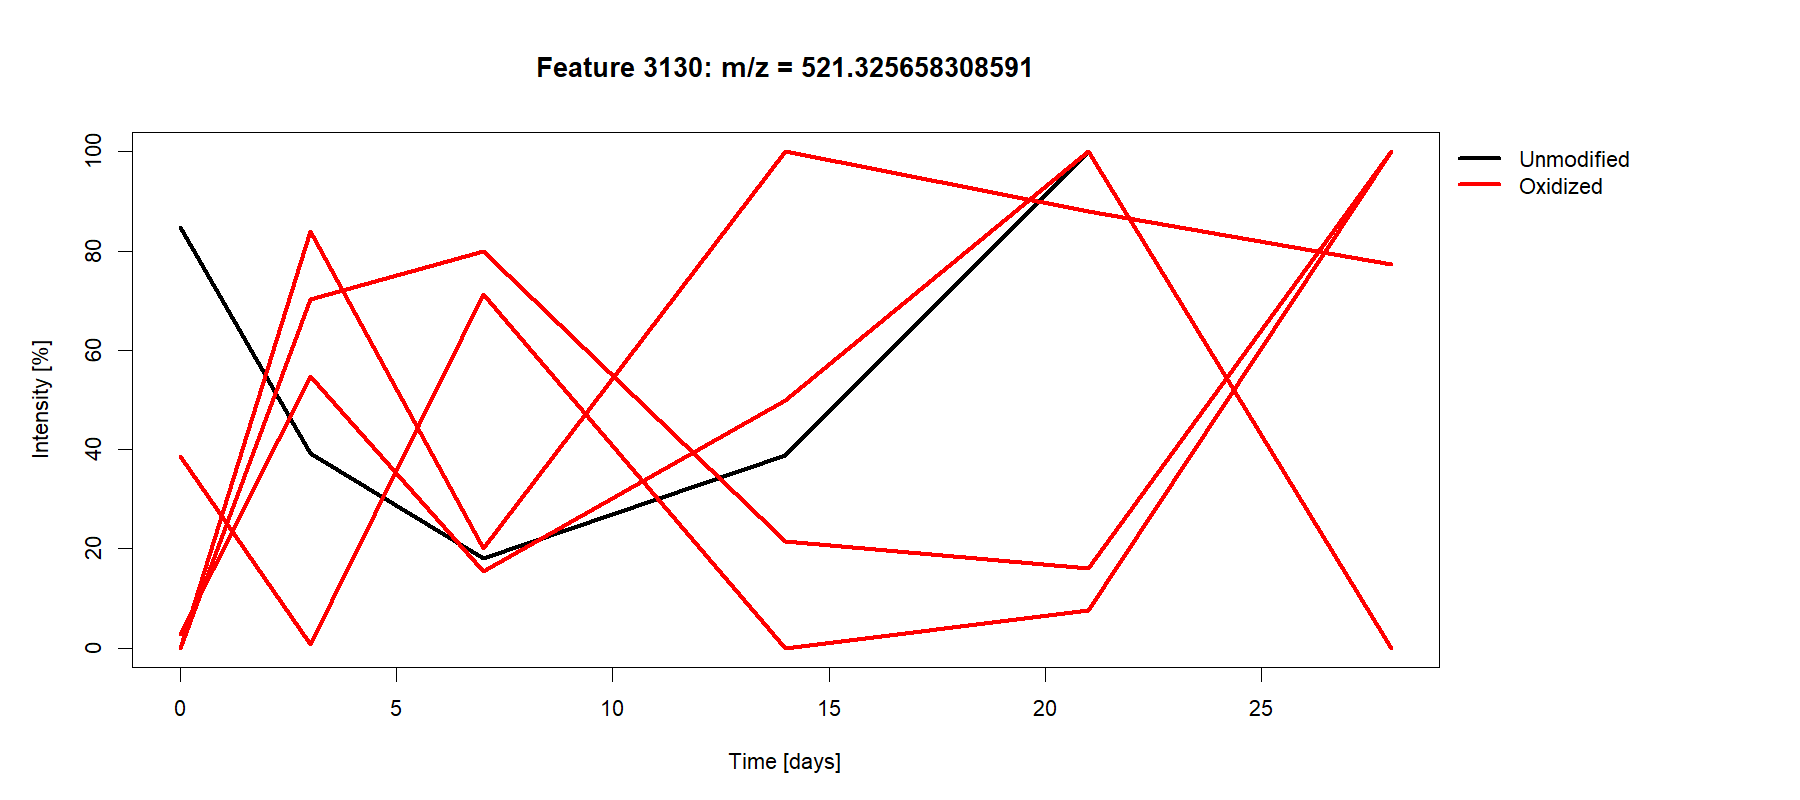 Feature 3130: m/z = 521.325658308591
Unmodified
Oxidized
Intensity [%]
100
80
60
40
20
0
0 5 10 15 20 25
Time [days]